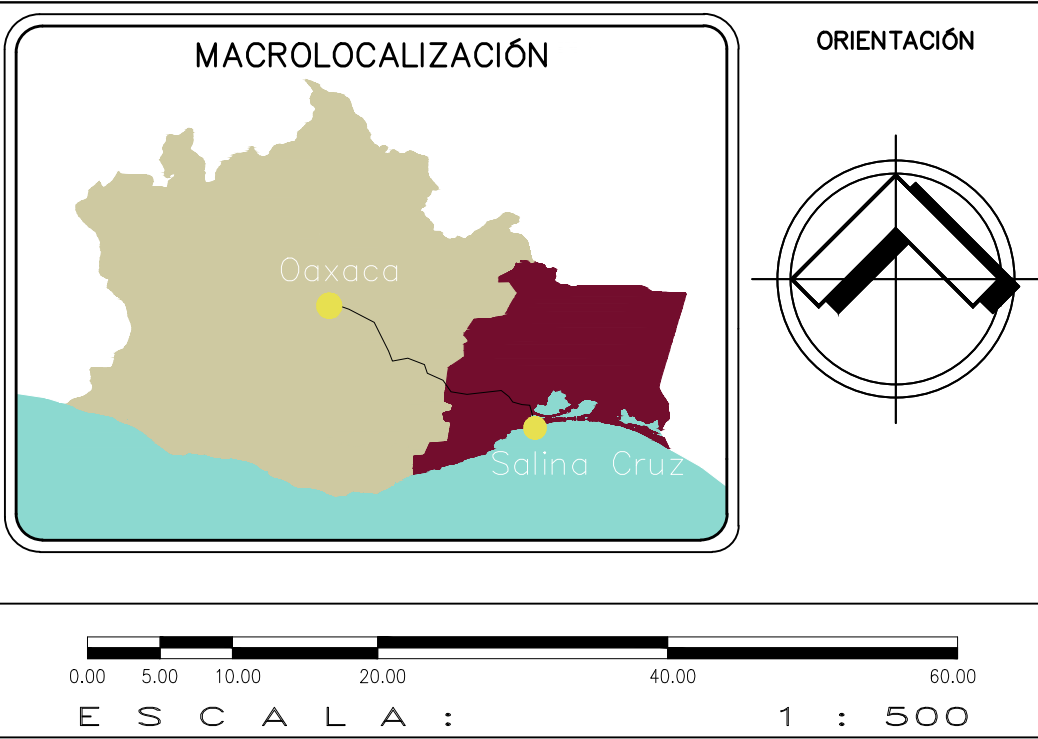 MACROLOCALIZACIÓN
ORIENTACIÓN
Oaxaca
Salina Cruz
0.00 5.00 10.00 20.00 40.00 60.00
ESCALA: 1 : 500